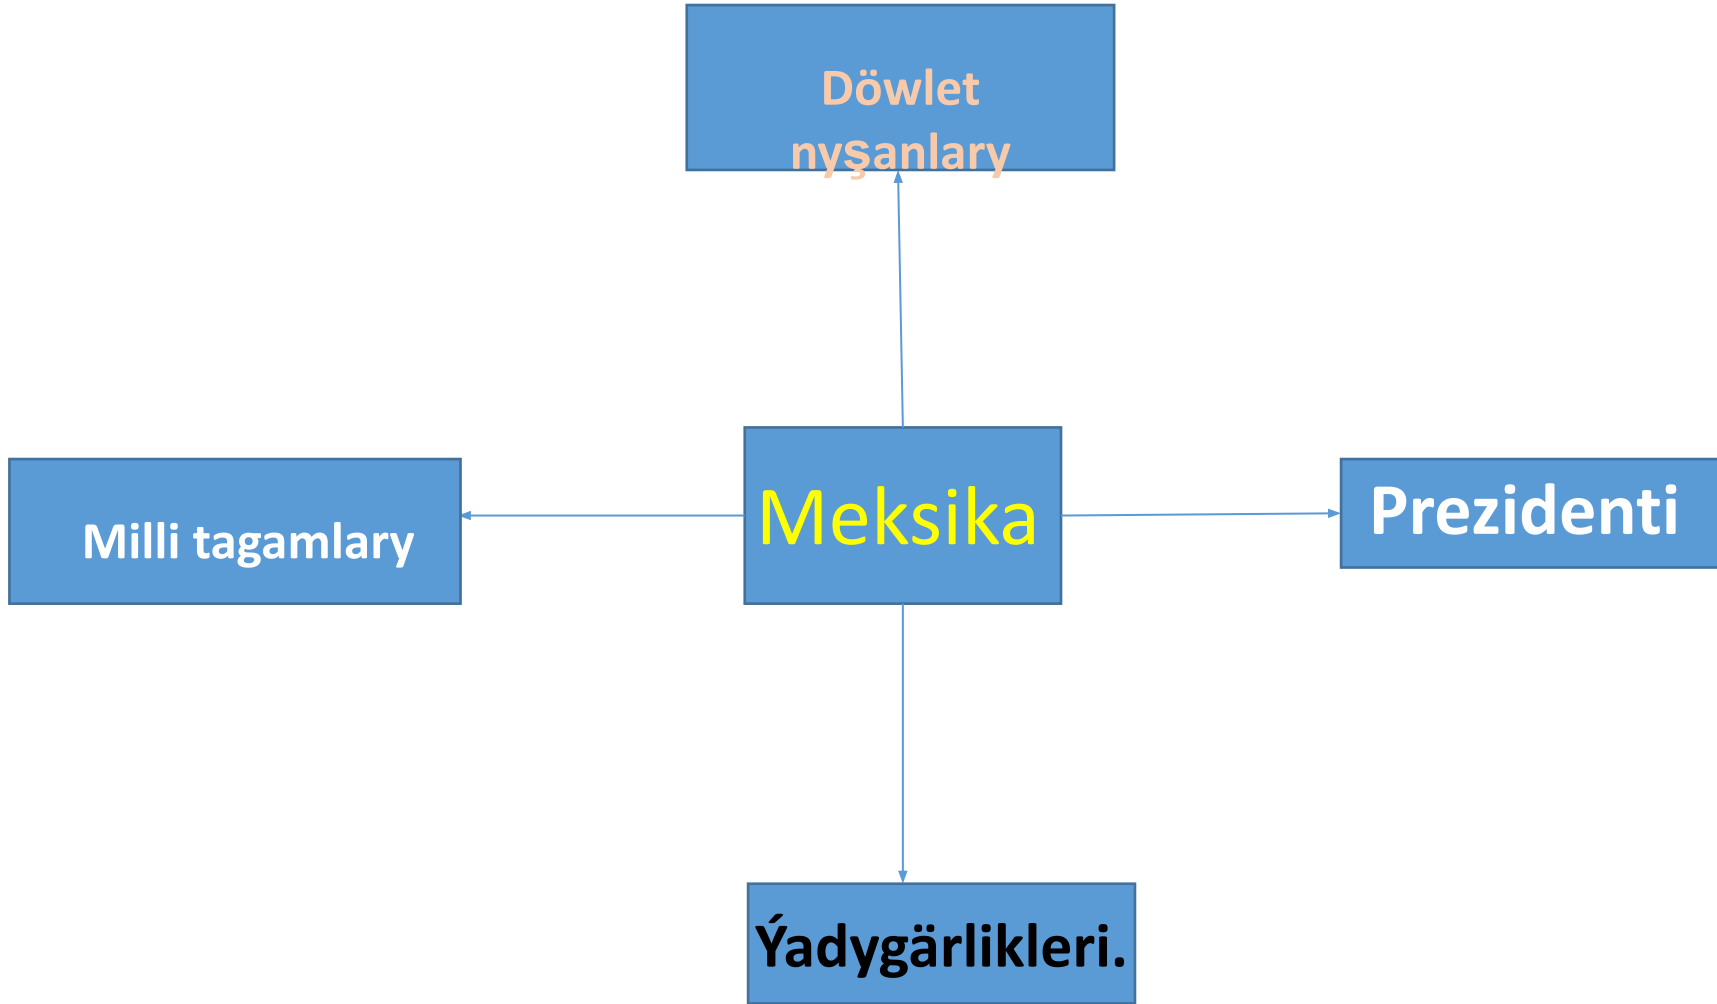 Döwlet
nyşanlary
Milli tagamlary
Meksika
Prezidenti
Ýadygärlikleri.